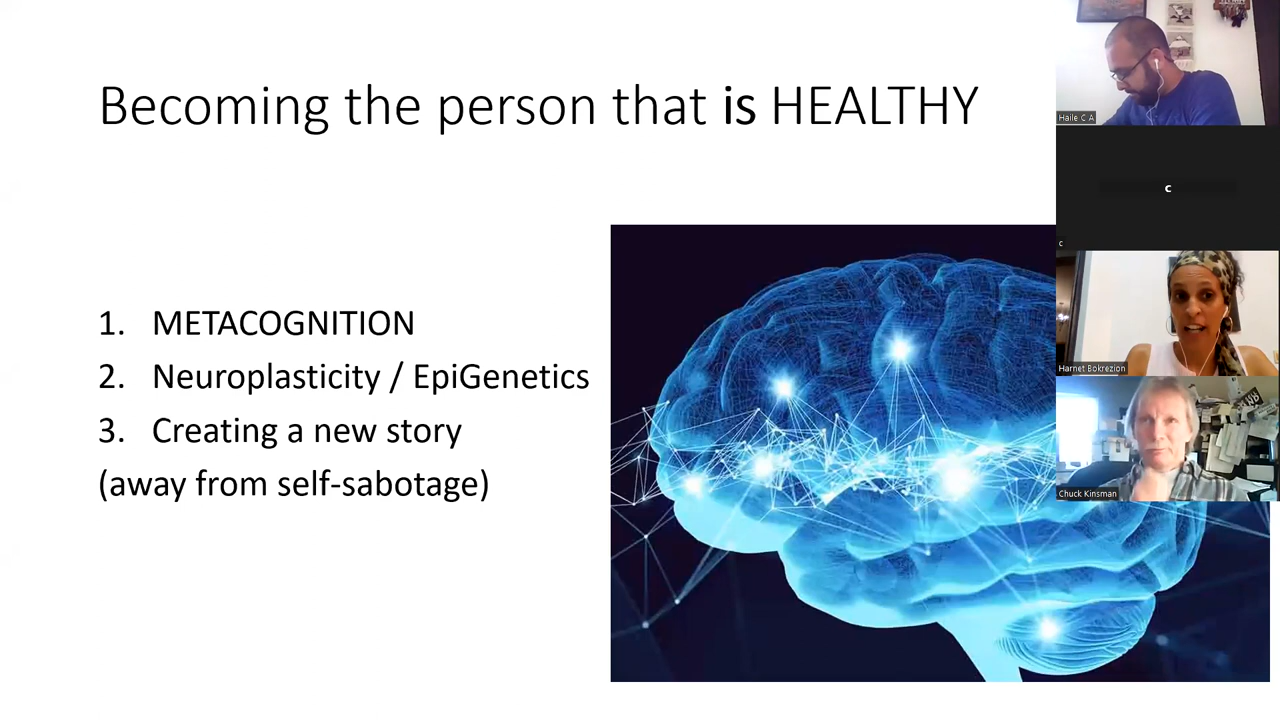 Becoming the person that is HEALTHY
1. METACOGNITION
2. Neuroplasticity / EpiGenetics
3. Creating a new story
(away from self-sabotage)
Haile C A
c
c
Harnet Bokrezion
Chuck Kinsman